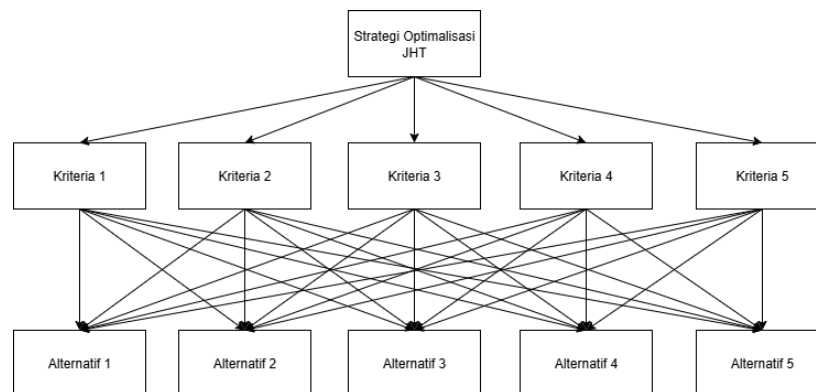 Strategi Optimalisasi
JHT
Kriteria 1
Kriteria 2
Kriteria 3
Kriteria 4
Kriteria 5
Alternatif 1
Alternatif 2
Alternatif 3
Alternatif 4
Alternatif 5